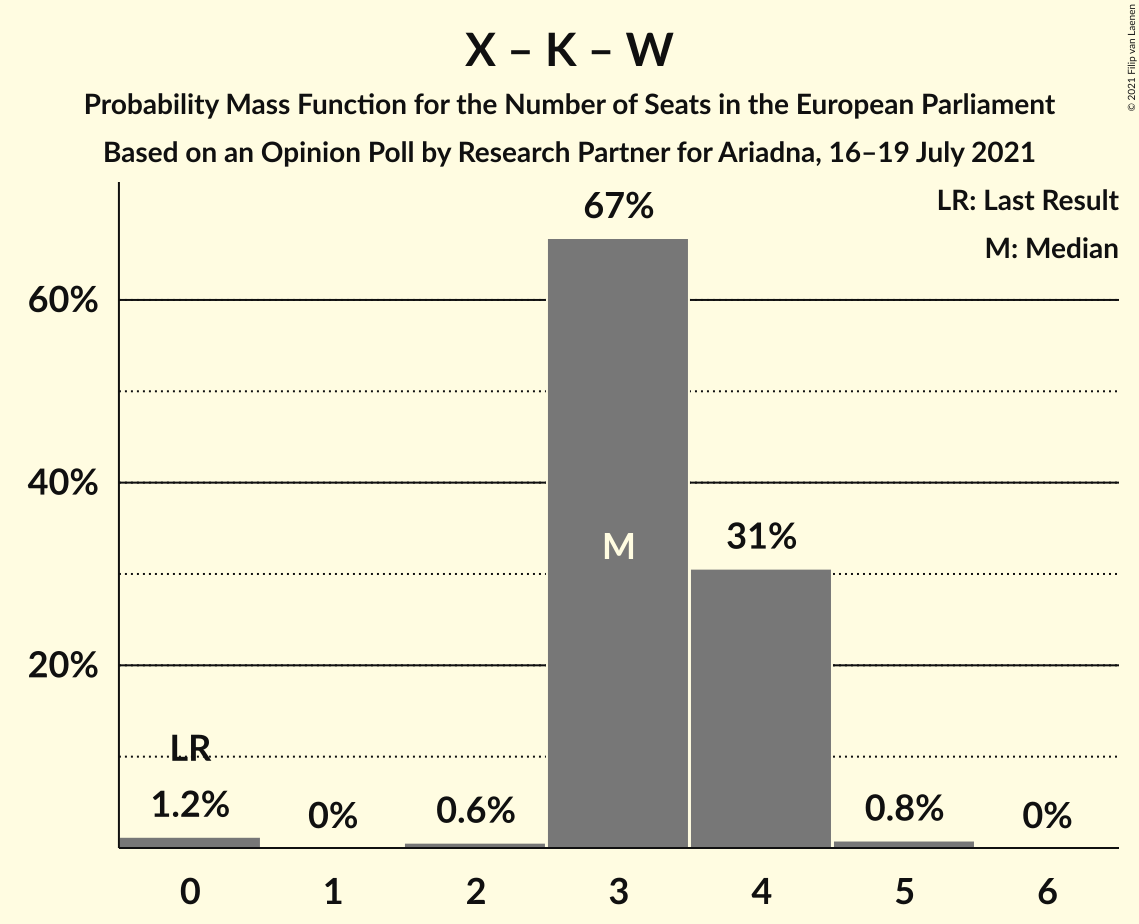 X – K – W
Probability Mass Function for the Number of Seats in the European Parliament
Based on an Opinion Poll by Research Partner for Ariadna, 16–19 July 2021
© 2021 Filip van Laenen
LR: Last Result
M: Median
67%
60%
40%
31%
M
20%
LR
1.2%
0%
0.6%
0.8%
0%
0 1 2 3 4 5 6